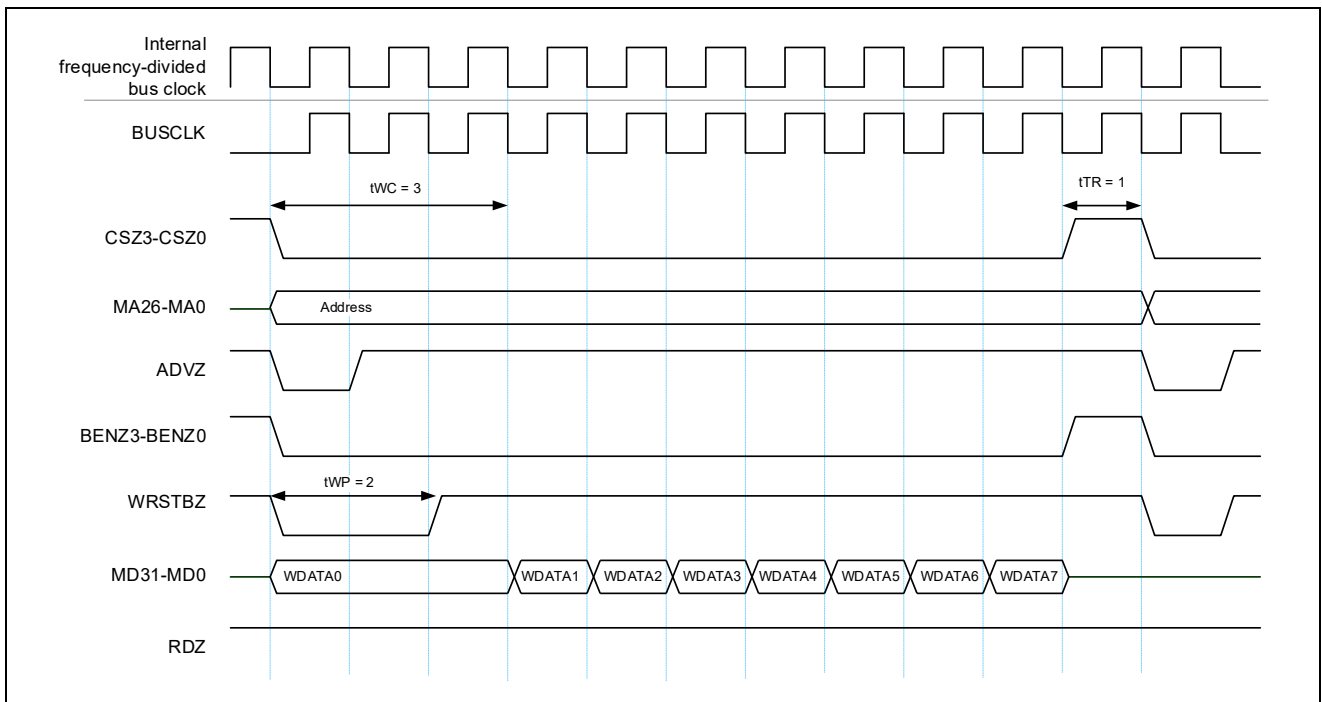 Internal
frequency-divided
bus clock
BUSCLK
tWC = 3
tTR = 1
CSZ3-CSZ0
MA26-MA0
Address
ADVZ
BENZ3-BENZ0
tWP = 2
WRSTBZ
MD31-MD0
WDATA0 WDATA1 WDATA2 WDATA3 WDATA4 WDATA5 WDATA6 WDATA7
RDZ